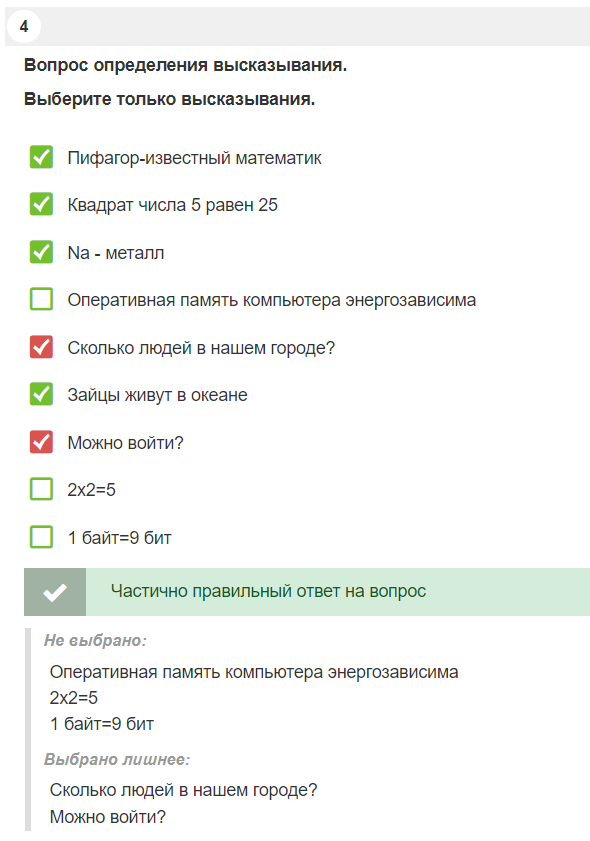 4
Вопрос определения высказывания.
Выберите только высказывания.
Пифагор-известный математик
Квадрат числа 5 равен 25
Na - металл
Оперативная память компьютера энергозависима
Сколько людей в нашем городе?
Зайцы живут в океане
Можно войти?
2х2=5
1 байт=9 бит
Частично правильный ответ на вопрос
Не выбрано:
Оперативная память компьютера энергозависима
2х2=5
1 байт=9 бит
Выбрано лишнее:
Сколько людей в нашем городе?
Можно войти?